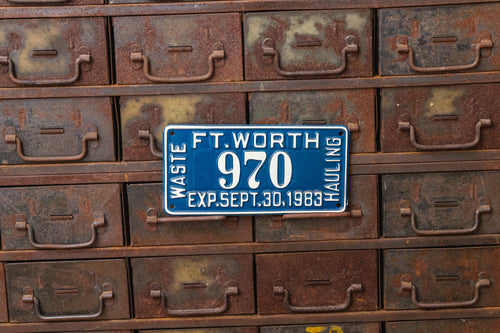 FT. WORTH
WASTE
970
HAULING
EXP. SEPT. 30, 1983